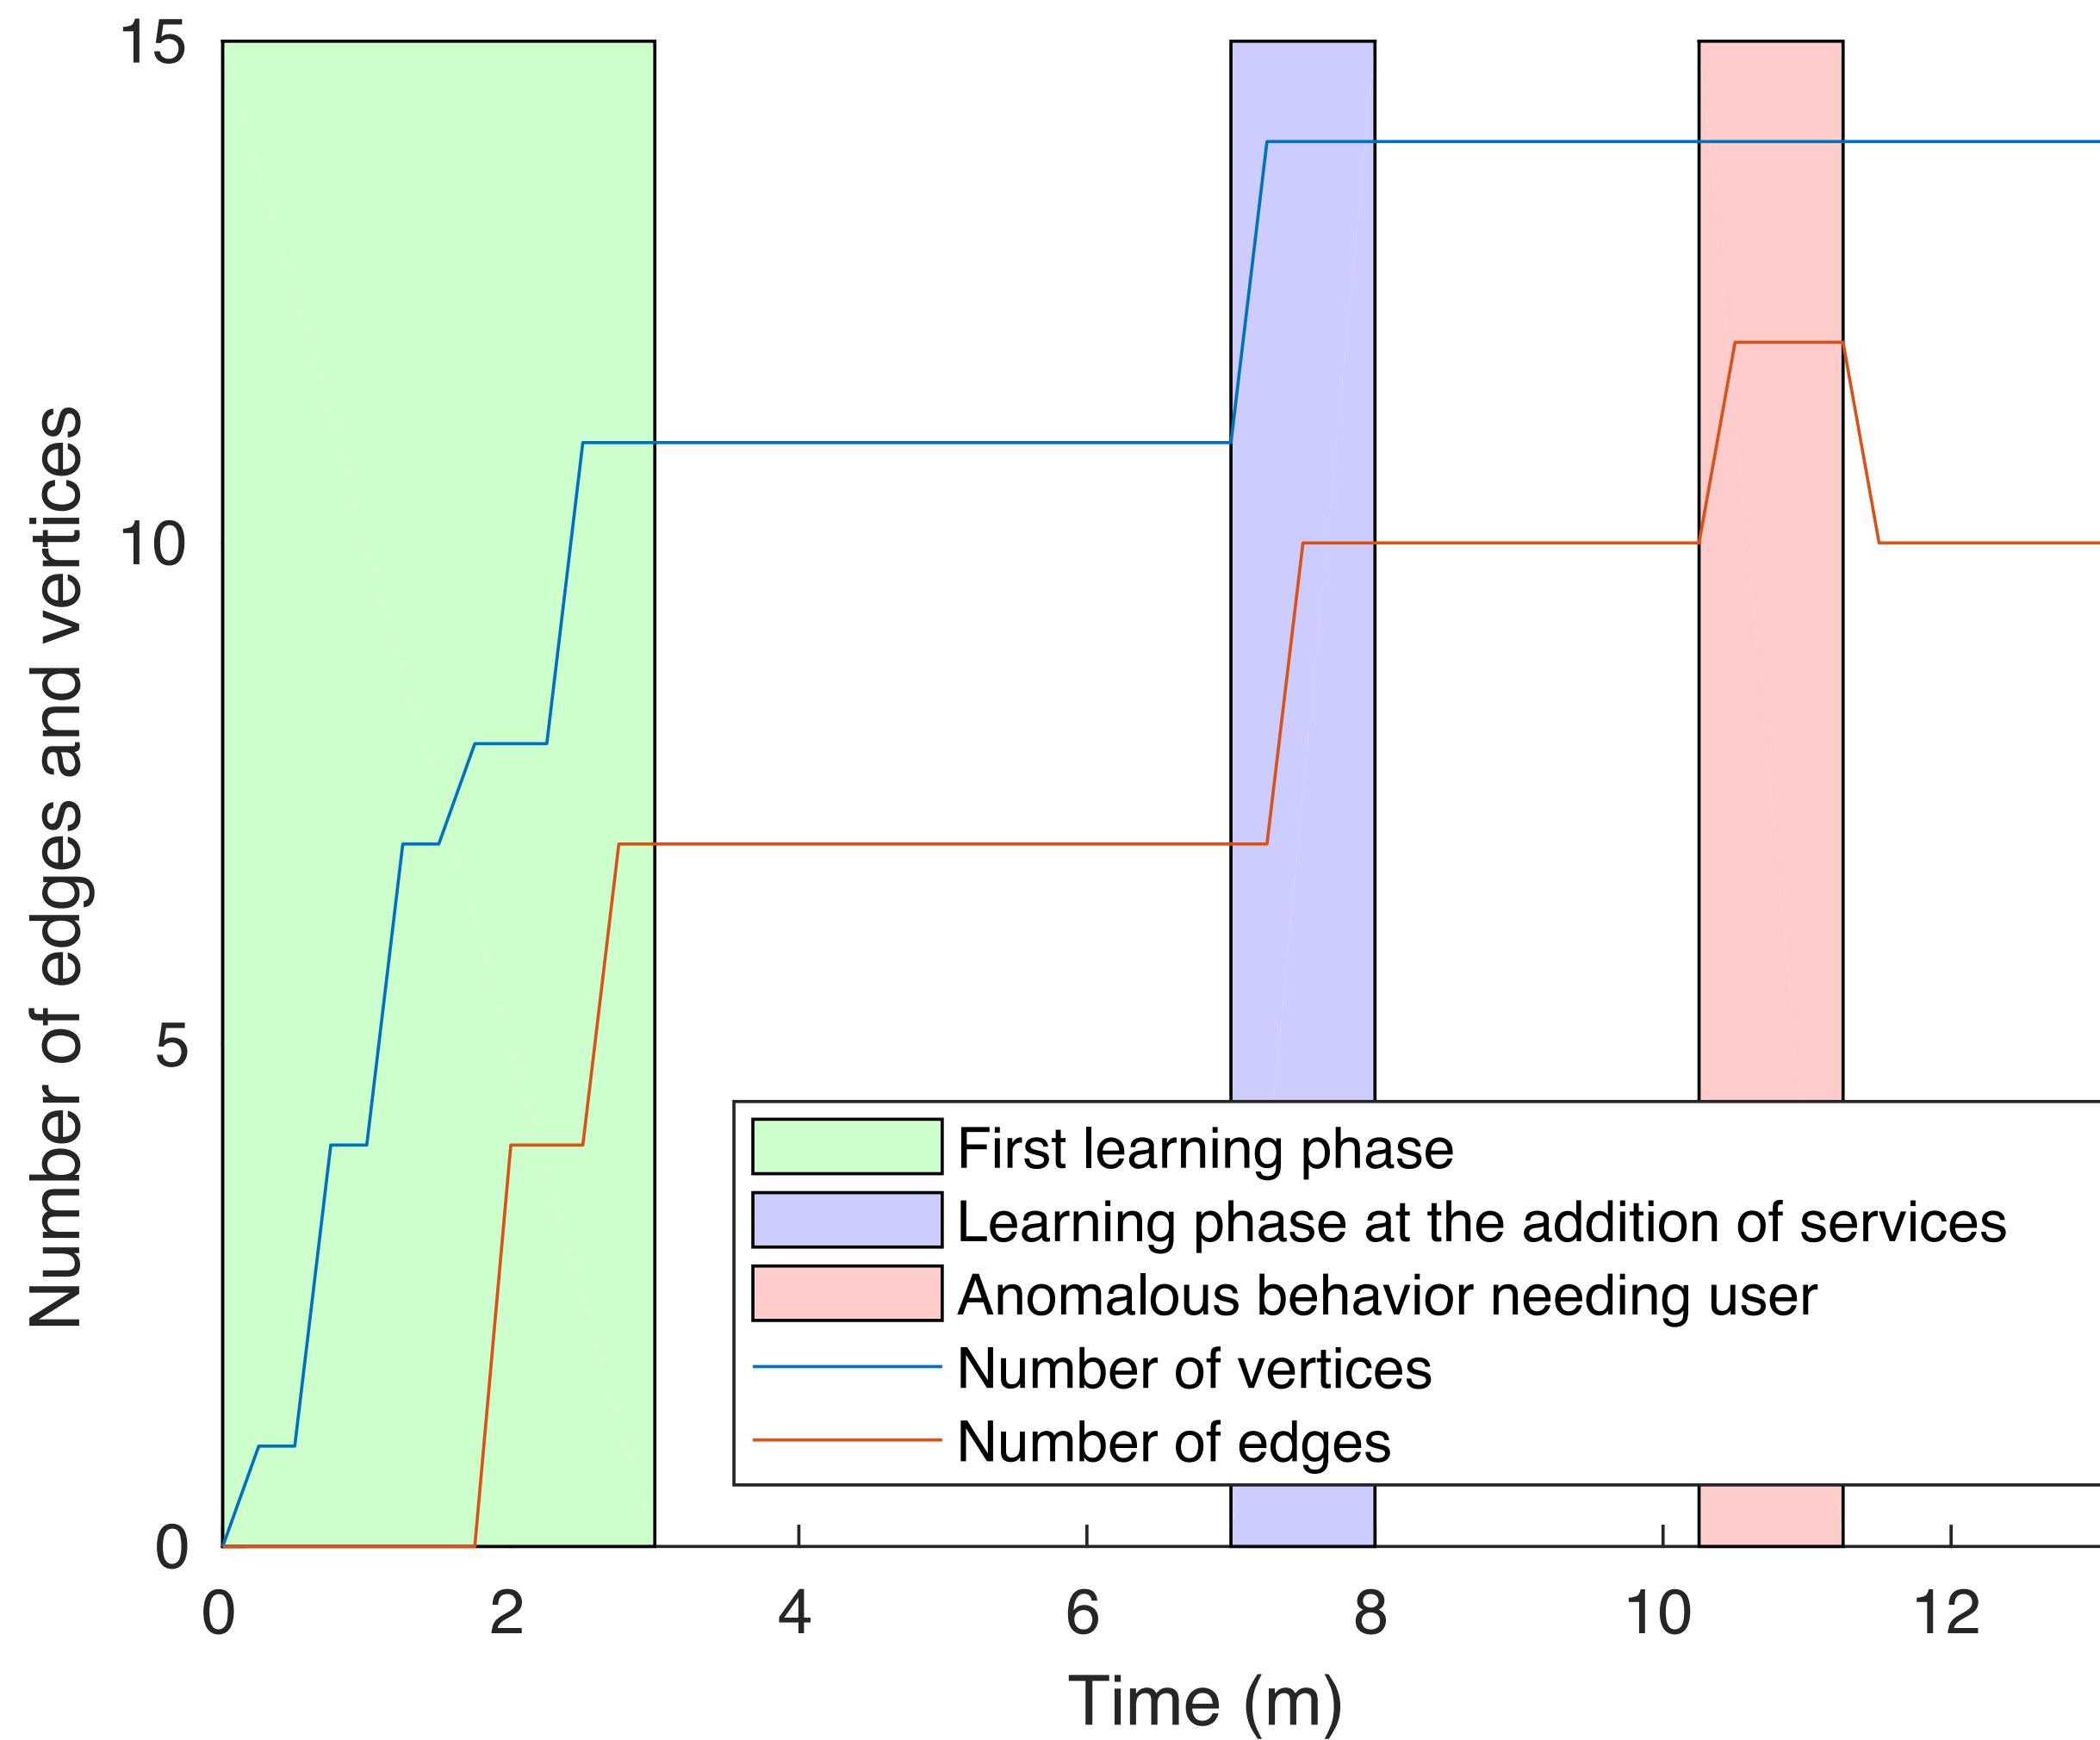 15
10
5
0
Number of edges and vertices
First learning phase
Learning phase at the addition of services
Anomalous behavior needing user
Number of vertices
Number of edges
0 2 4 6 8 10 12
Time (m)